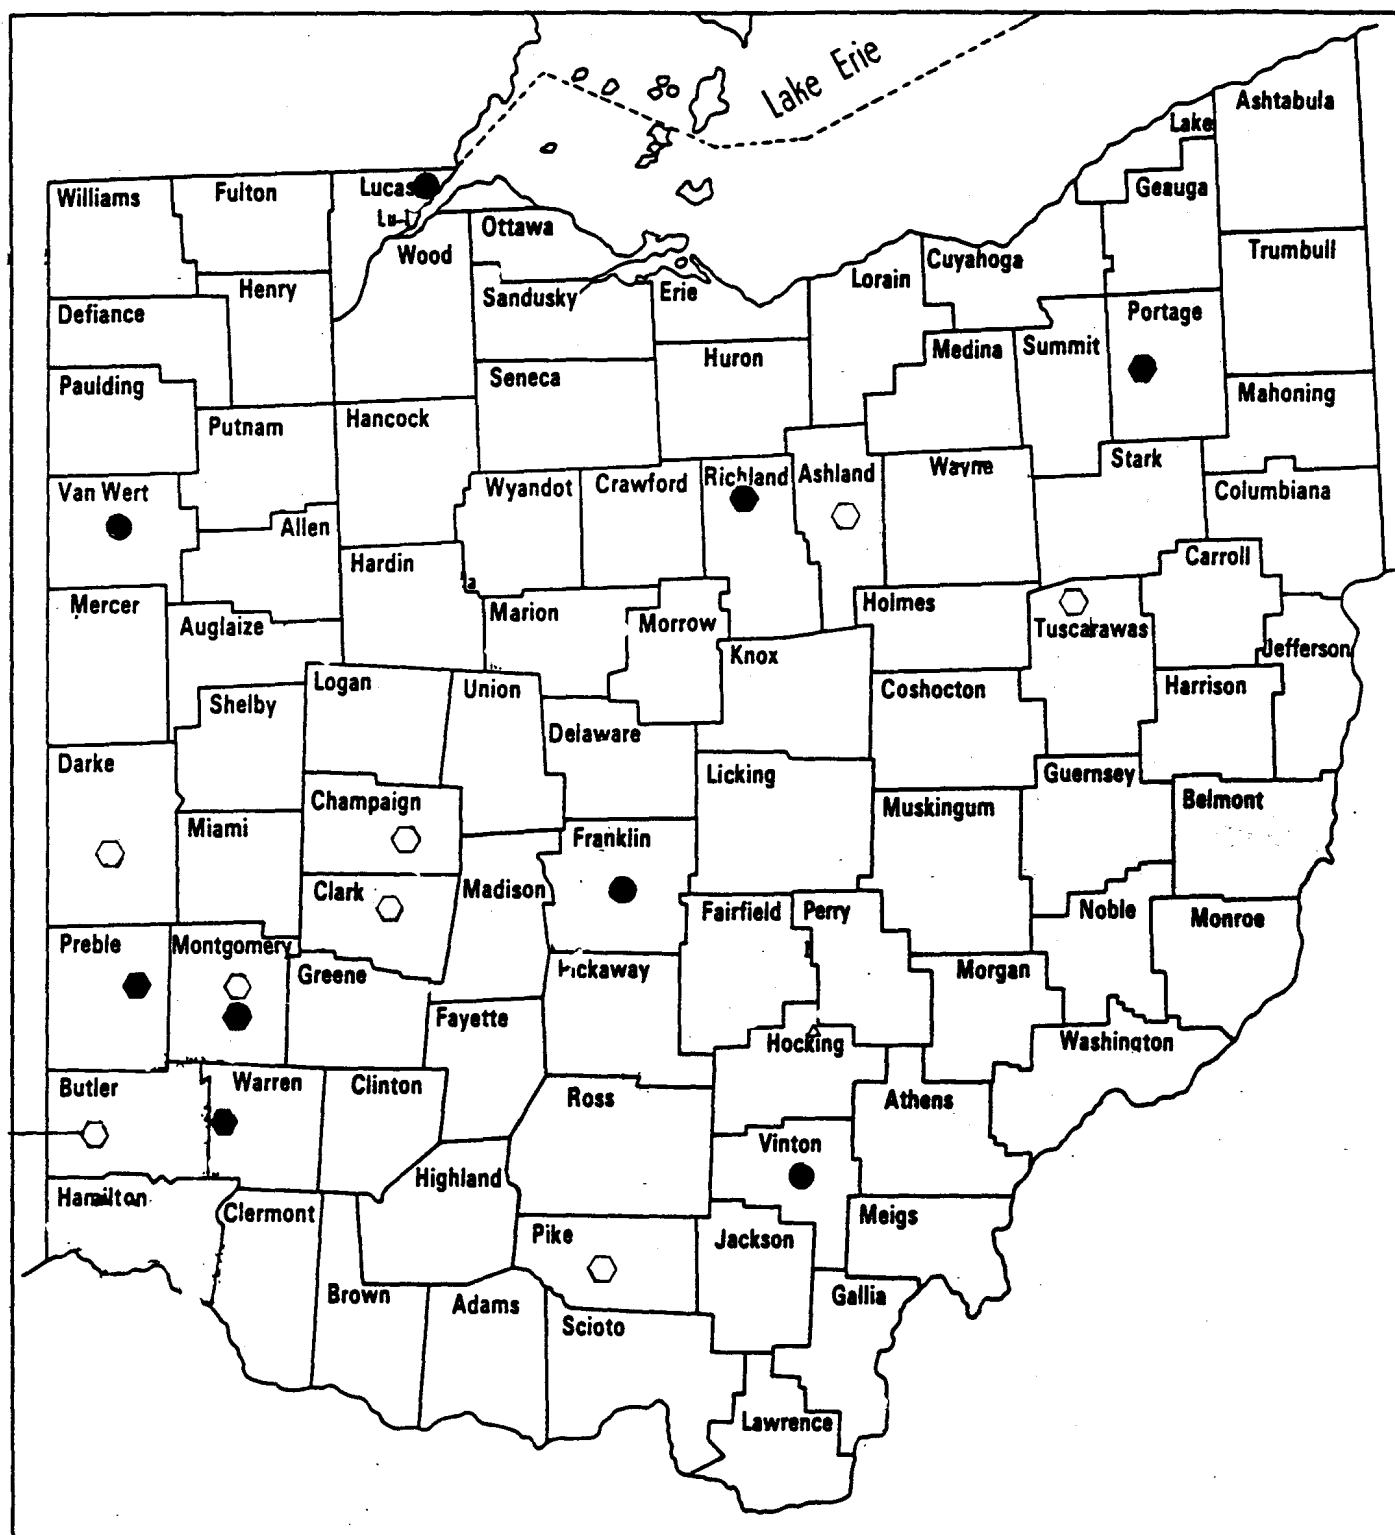 Lake Erie
Ashtabula
Lake
Geauga
Williams
Fulton
Lucas
Ottawa
Wood
Trumbull
Cuyahoga
Lorain
Henry
Sandusky
Erie
Defiance
Portage
Medina
Summit
Huron
Paulding
Seneca
Mahoning
Putnam
Hancock
Stark
Wayne
Richland
Ashland
Van Wert
Wyandot
Crawford
Columbiana
Allen
Carroll
Hardin
Mercer
Holmes
Marion
Morrow
Auglaize
Tuscarawas
Jefferson
Knox
Logan
Union
Coshocton
Harrison
Shelby
Delaware
Darke
Licking
Guernsey
Champaign
Muskingum
Belmont
Miami
Franklin
Clark
Madison
Fairfield
Perry
Noble
Monroe
Preble
Montgomery
Greene
Pickaway
Morgan
Fayette
Hocking
Washington
Butler
Warren
Clinton
Ross
Athens
Vinton
Highland
Hamilton
Clermont
Meigs
Pike
Jackson
Brown
Adams
Gallia
Scioto
Lawrence